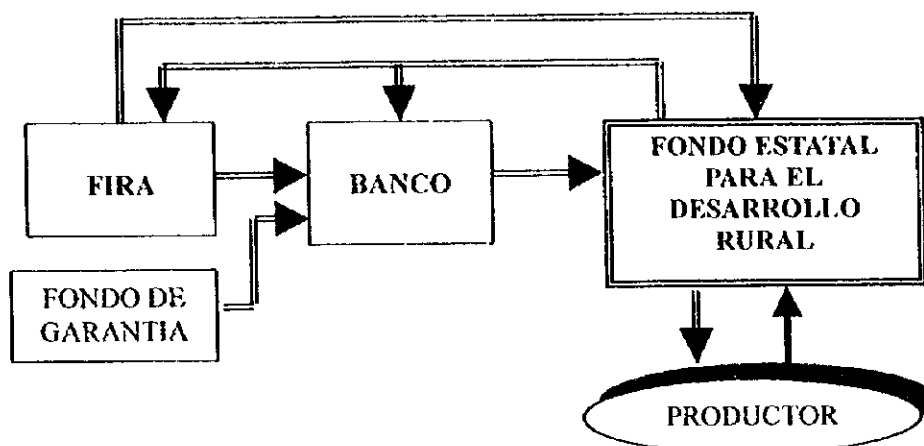 FIRA
BANCO
FONDO ESTATAL
PARA EL
DESARROLLO
RURAL
FONDO DE
GARANTIA
PRODUCTOR